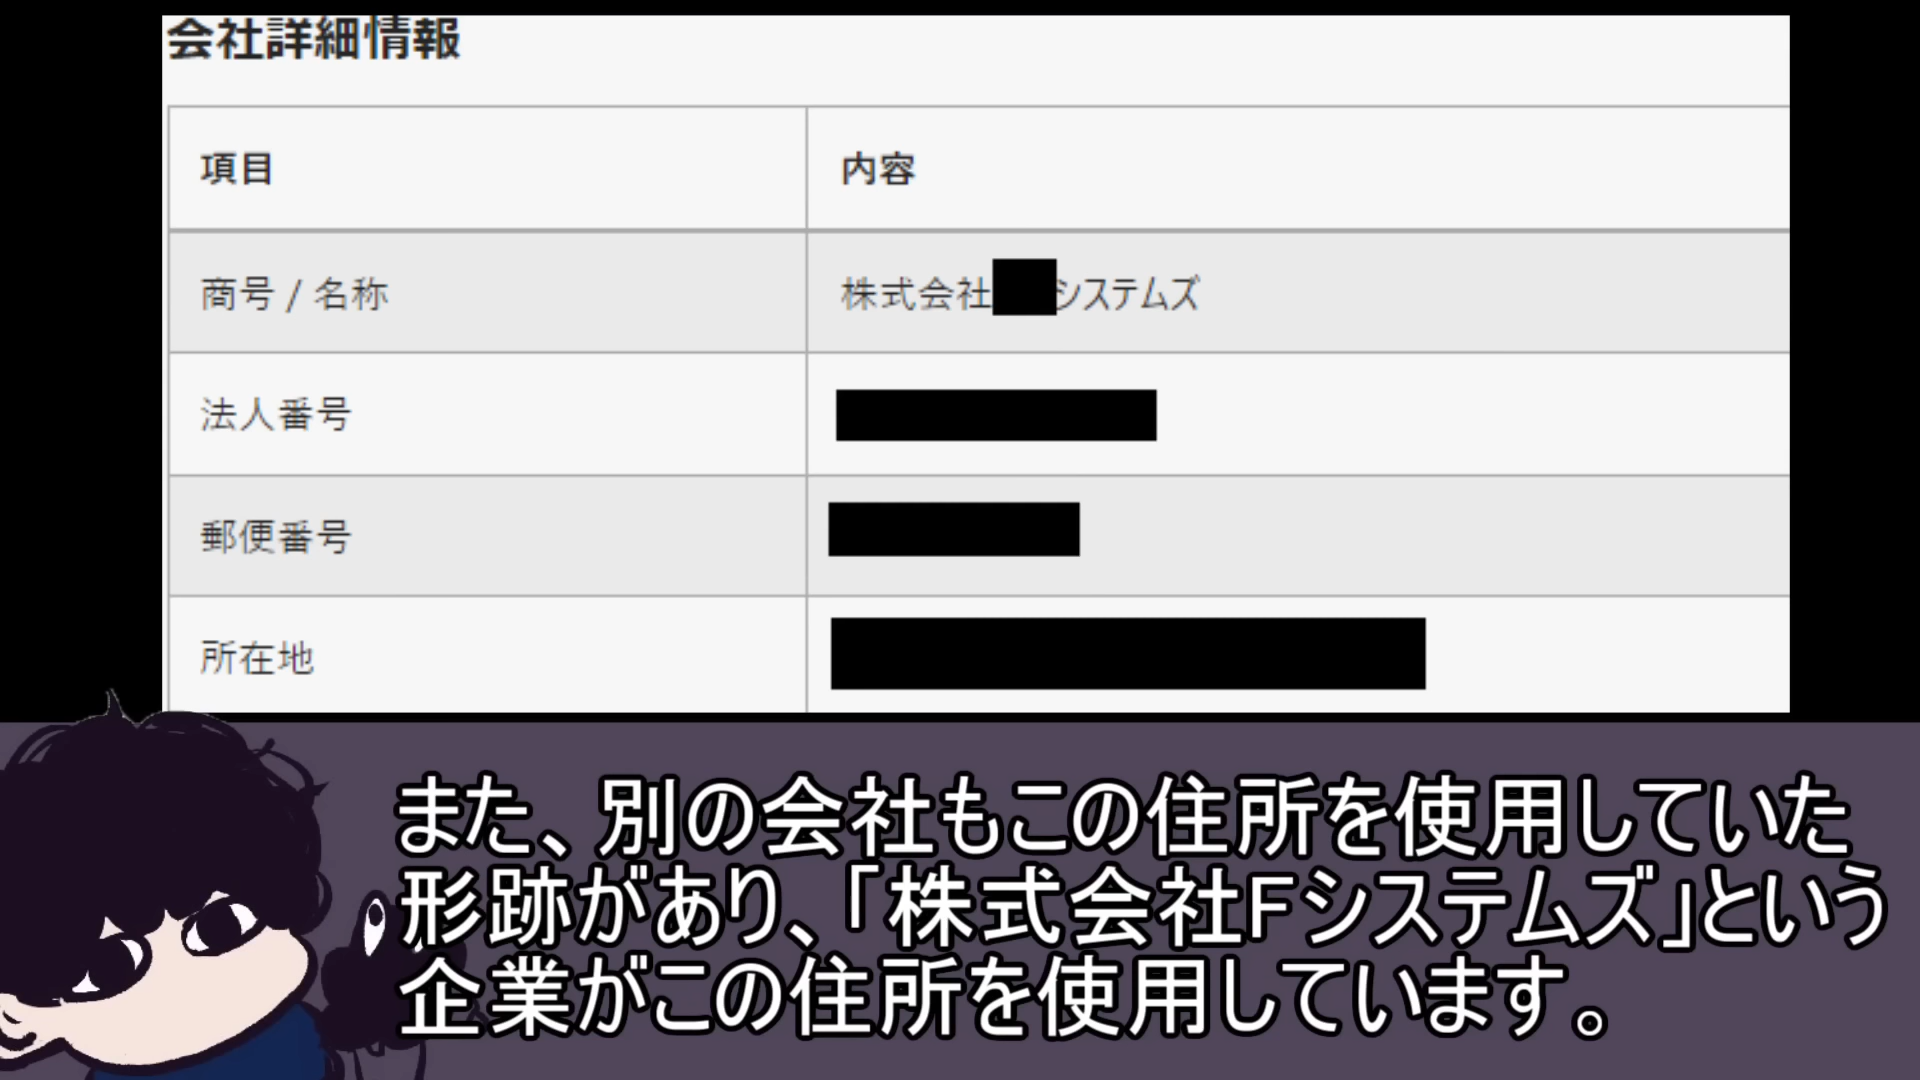 会社詳細情報
項目 内容
商号 / 名称 株式会社 システムズ
法人番号
郵便番号
所在地
また、別の会社もこの住所を使用していた
形跡があり、「株式会社Fシステムズ」という
企業がこの住所を使用しています。